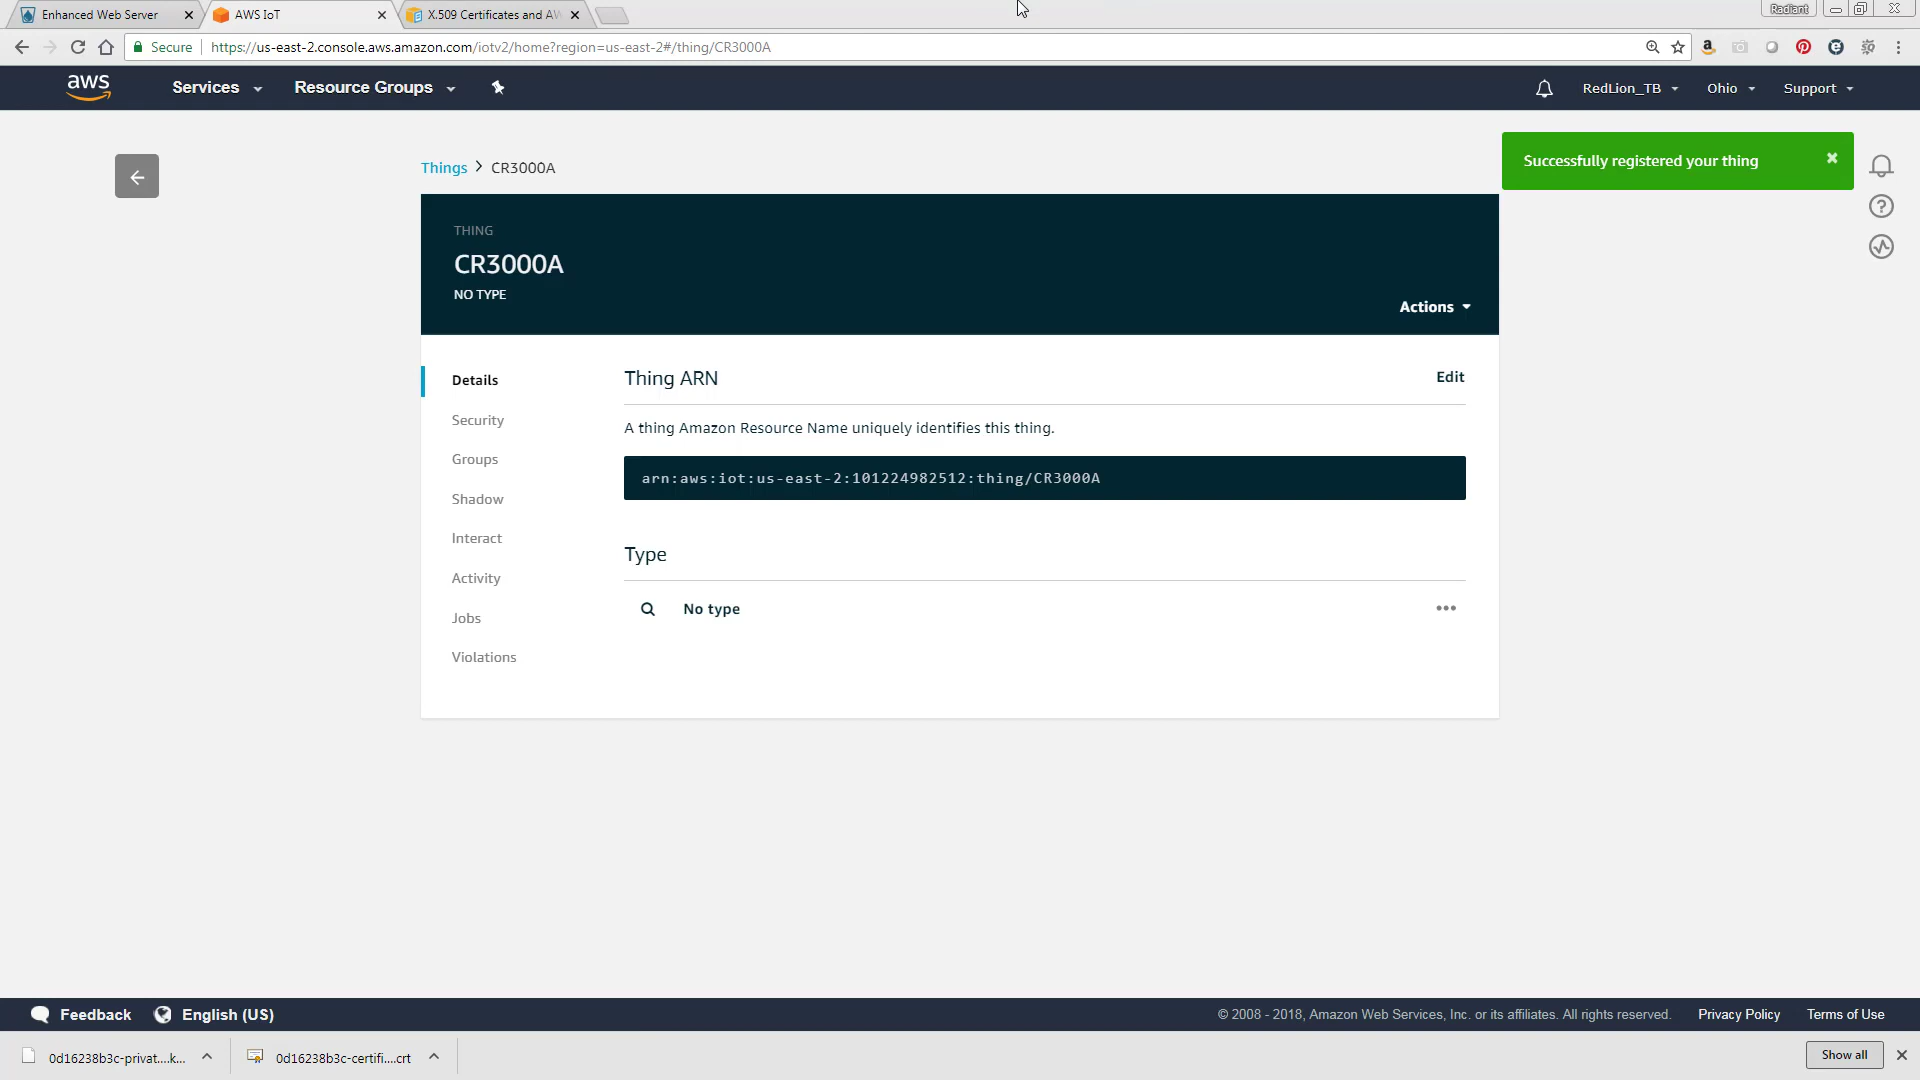 Enhanced Web Server
AWS IoT
X.509 Certificates and AW
Radiant
Secure
https://us-east-2.console.aws.amazon.com/iotv2/home?region=us-east-2#/thing/CR3000A
aws
Services
Resource Groups
RedLion_TB
Ohio
Support
Things > CR3000A
Successfully registered your thing
THING
CR3000A
NO TYPE
Actions
Details
Security
Groups
Shadow
Interact
Activity
Jobs
Violations
Thing ARN
Edit
A thing Amazon Resource Name uniquely identifies this thing.
arn:aws:iot:us-east-2:101224982512:thing/CR3000A
Type
No type
Feedback
English (US)
© 2008 - 2018, Amazon Web Services, Inc. or its affiliates. All rights reserved.
Privacy Policy
Terms of Use
0d16238b3c-privat....k...
0d16238b3c-certifi....crt
Show all